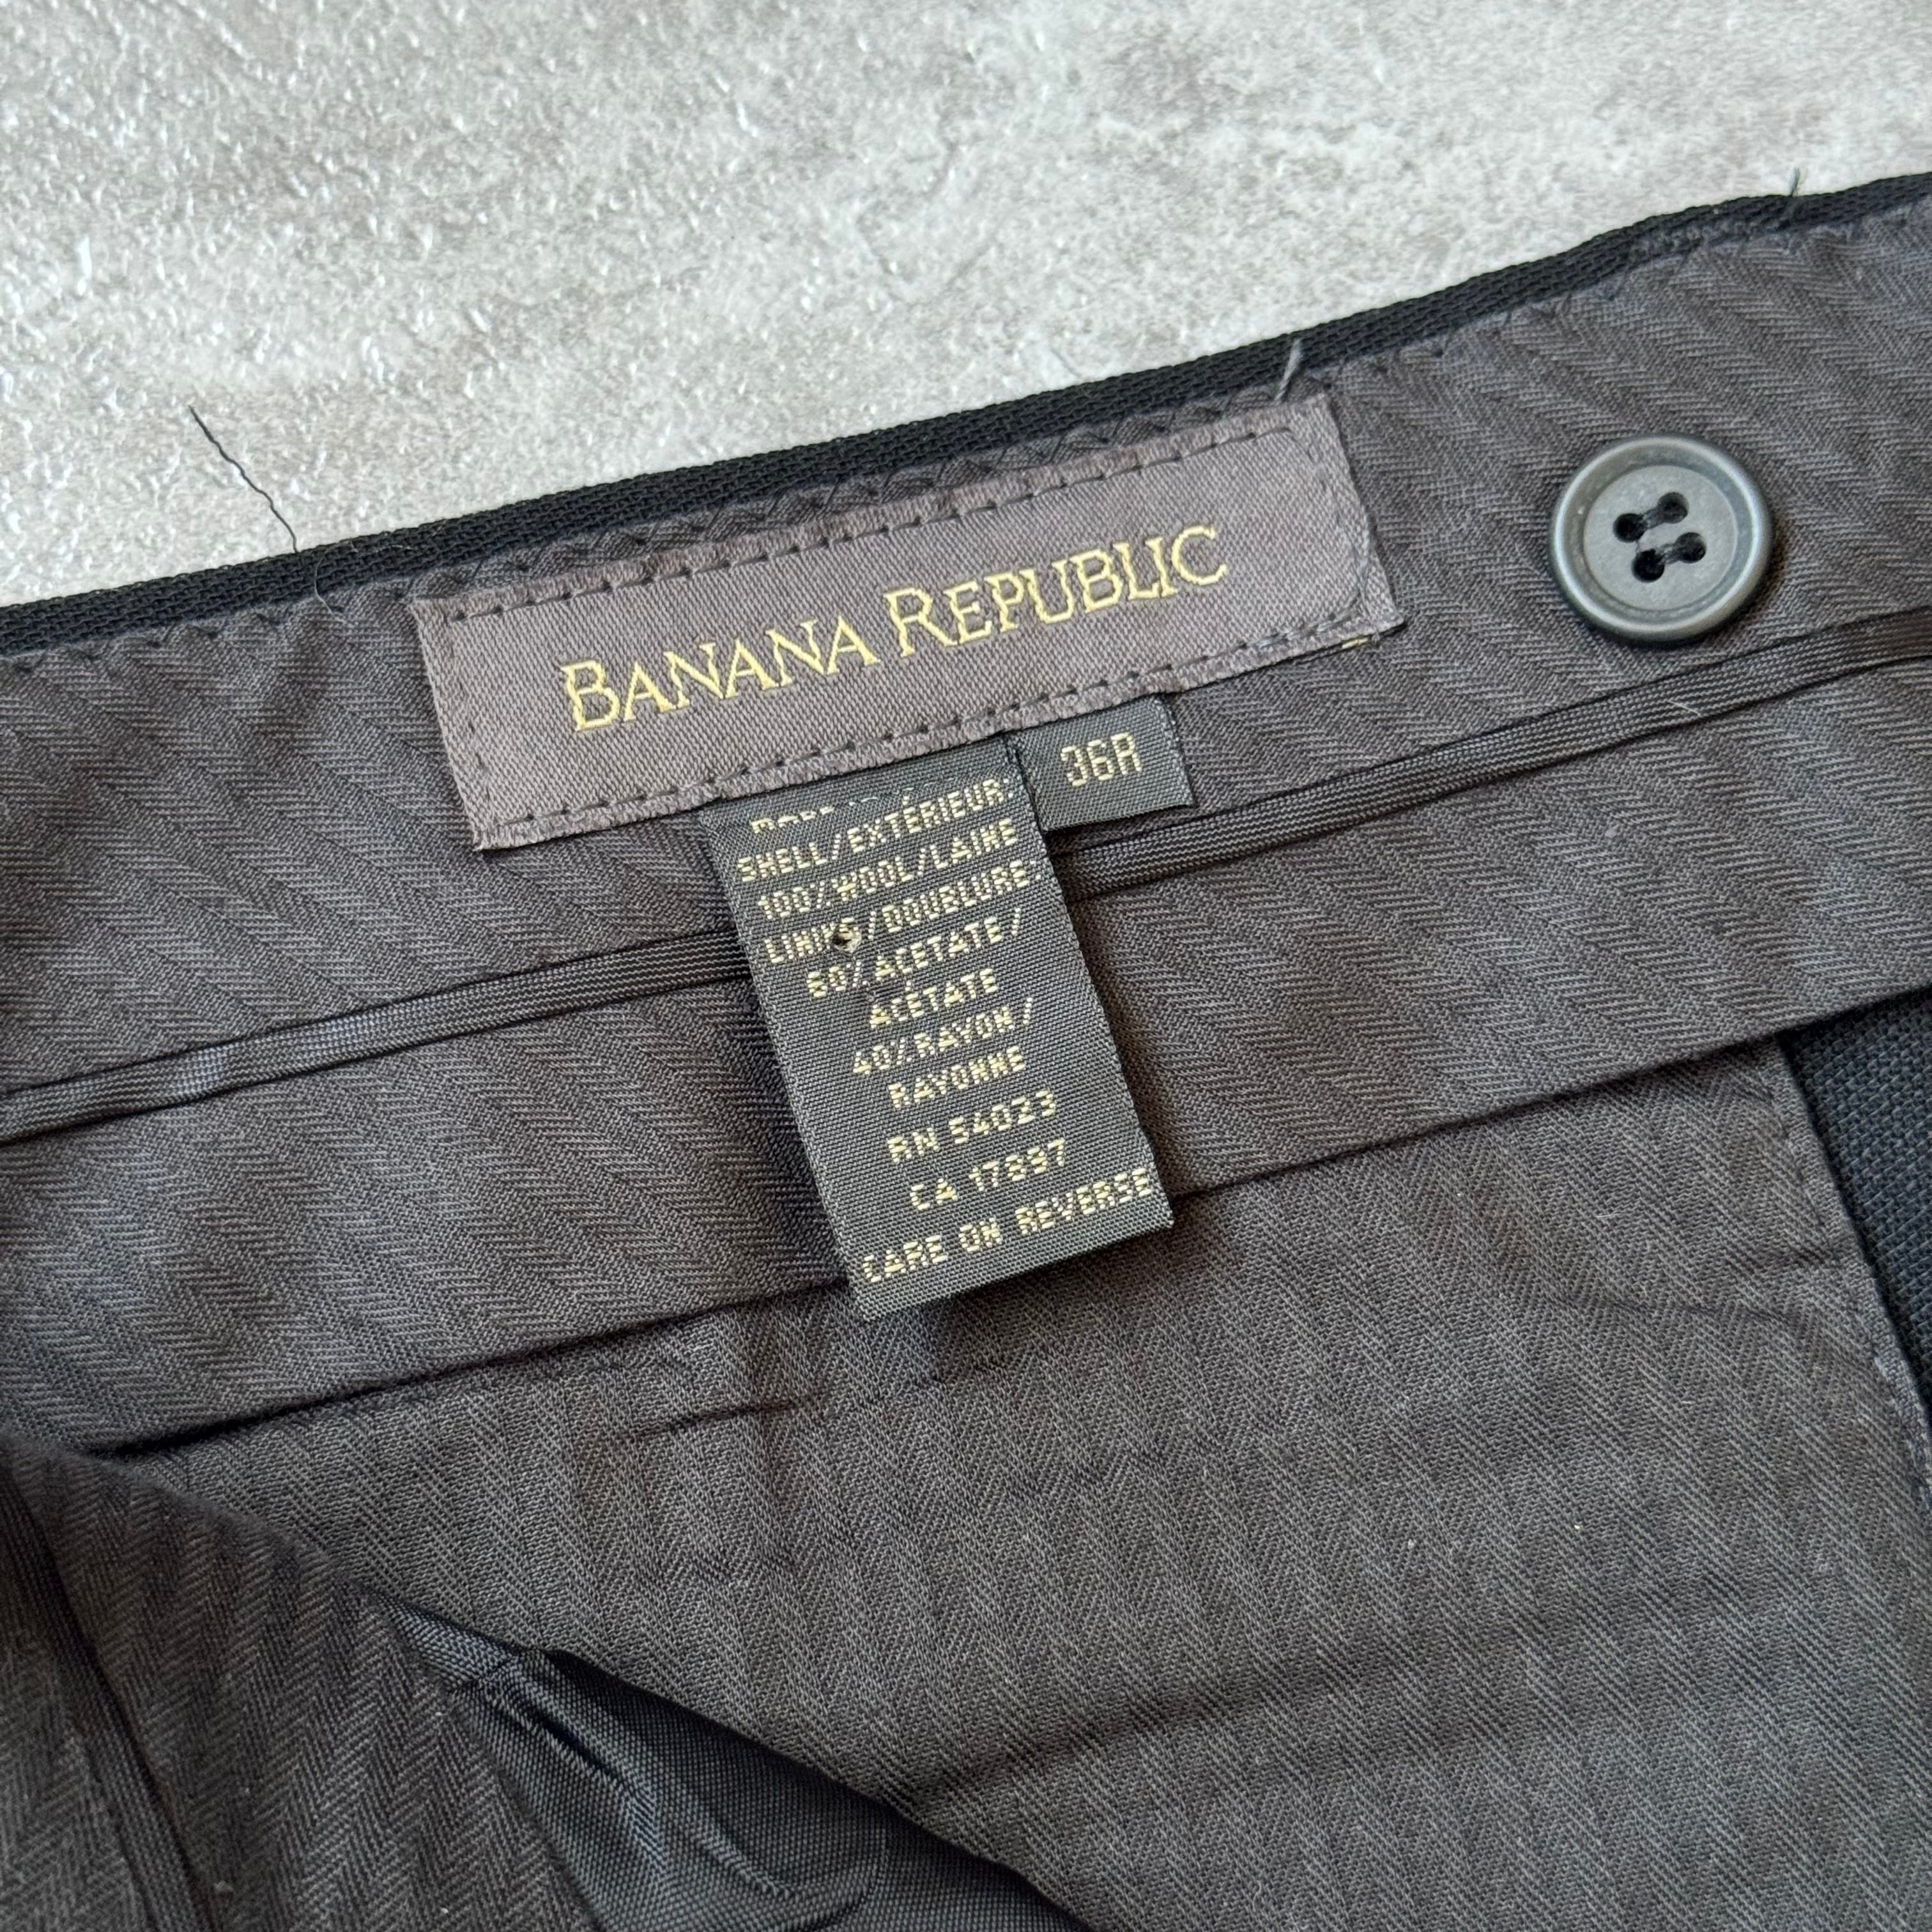 BANANA REPUBLIC
36R
SHELL/EXTÉRIEUR:
100% WOOL/LAINE
LINING/DOUBLURE:
60% ACETATE/
ACÉTATE
40% RAYON/
RAYONNE
RN 54023
CA 17897
CARE ON REVERSE